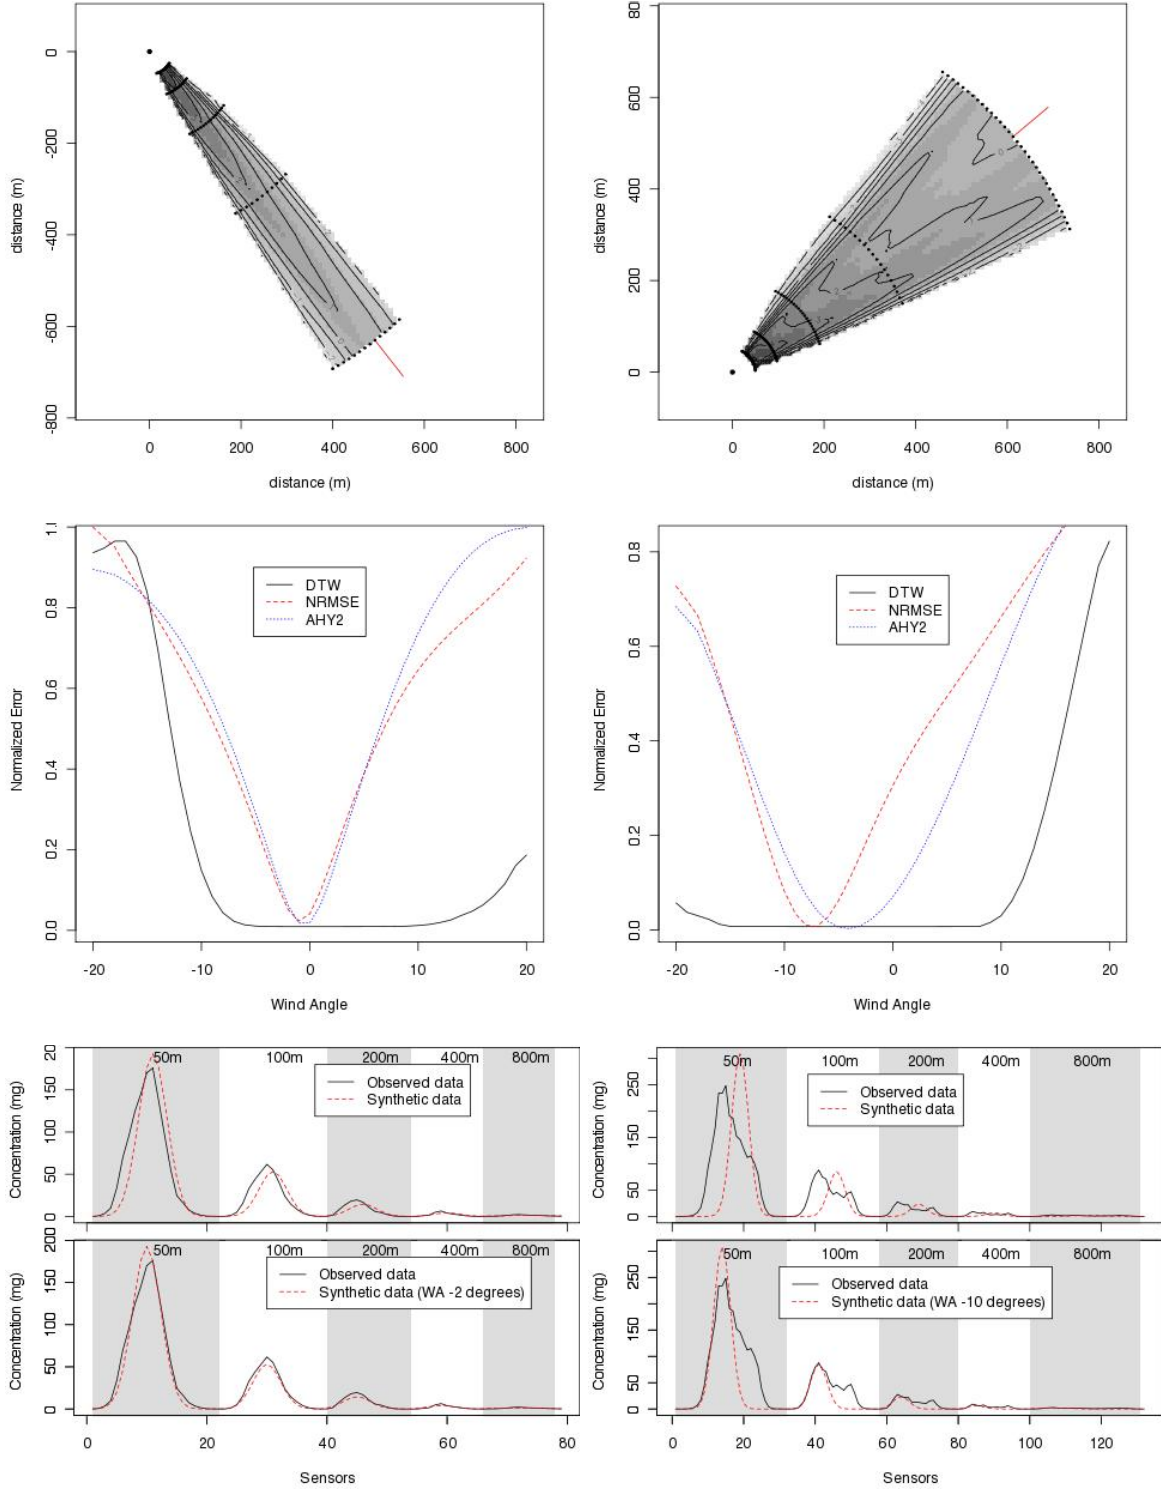 0
-200
-400
-600
-800
distance (m)
0 200 400 600 800
distance (m)
80
600
400
200
0
distance (m)
0 200 400 600 800
distance (m)
1.
0.8
0.6
0.4
0.2
0.0
Normalized Error
DTW
NRMSE
AHY2
-20 -10 0 10 20
Wind Angle
0.8
0.6
0.4
0.2
0.0
Normalized Error
DTW
NRMSE
AHY2
-20 -10 0 10 20
Wind Angle
50m 100m 200m 400m 800m
Observed data
Synthetic data
20
150
100
50
0
Concentration (mg)
50m 100m 200m 400m 800m
Observed data
Synthetic data
250
150
50
0
Concentration (mg)
50m 100m 200m 400m 800m
Observed data
Synthetic data (WA -2 degrees)
200
150
100
50
0
Concentration (mg)
0 20 40 60 80
Sensors
50m 100m 200m 400m 800m
Observed data
Synthetic data (WA -10 degrees)
250
150
50
0
Concentration (mg)
0 20 40 60 80 100 120
Sensors